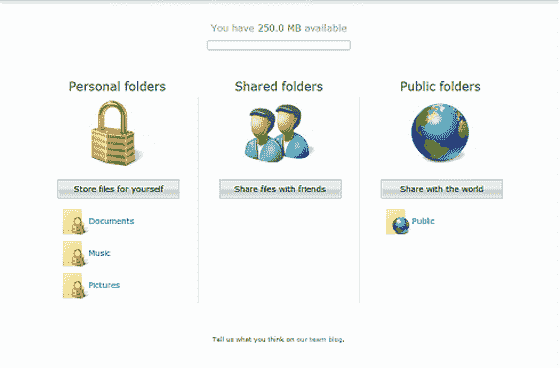 You have 250.0 MB available
Personal folders
Shared folders
Public folders
Store files for yourself
Share files with friends
Share with the world
Documents
Music
Pictures
Public
Tell us what you think on our team blog.